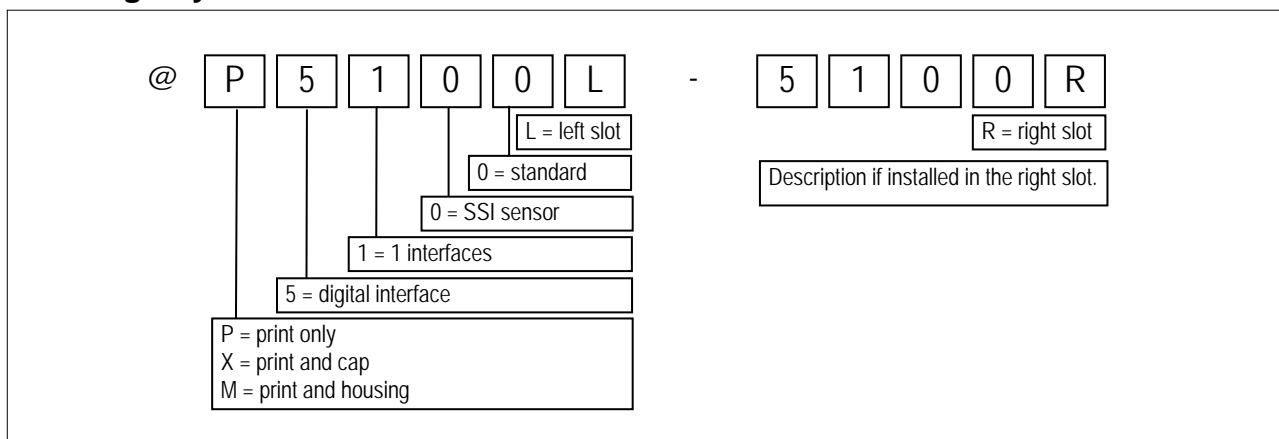 @ P 5 1 0 0 L - 5 1 0 0 R
L = left slot
R = right slot
0 = standard
Description if installed in the right slot.
0 = SSI sensor
1 = 1 interfaces
5 = digital interface
P = print only
X = print and cap
M = print and housing